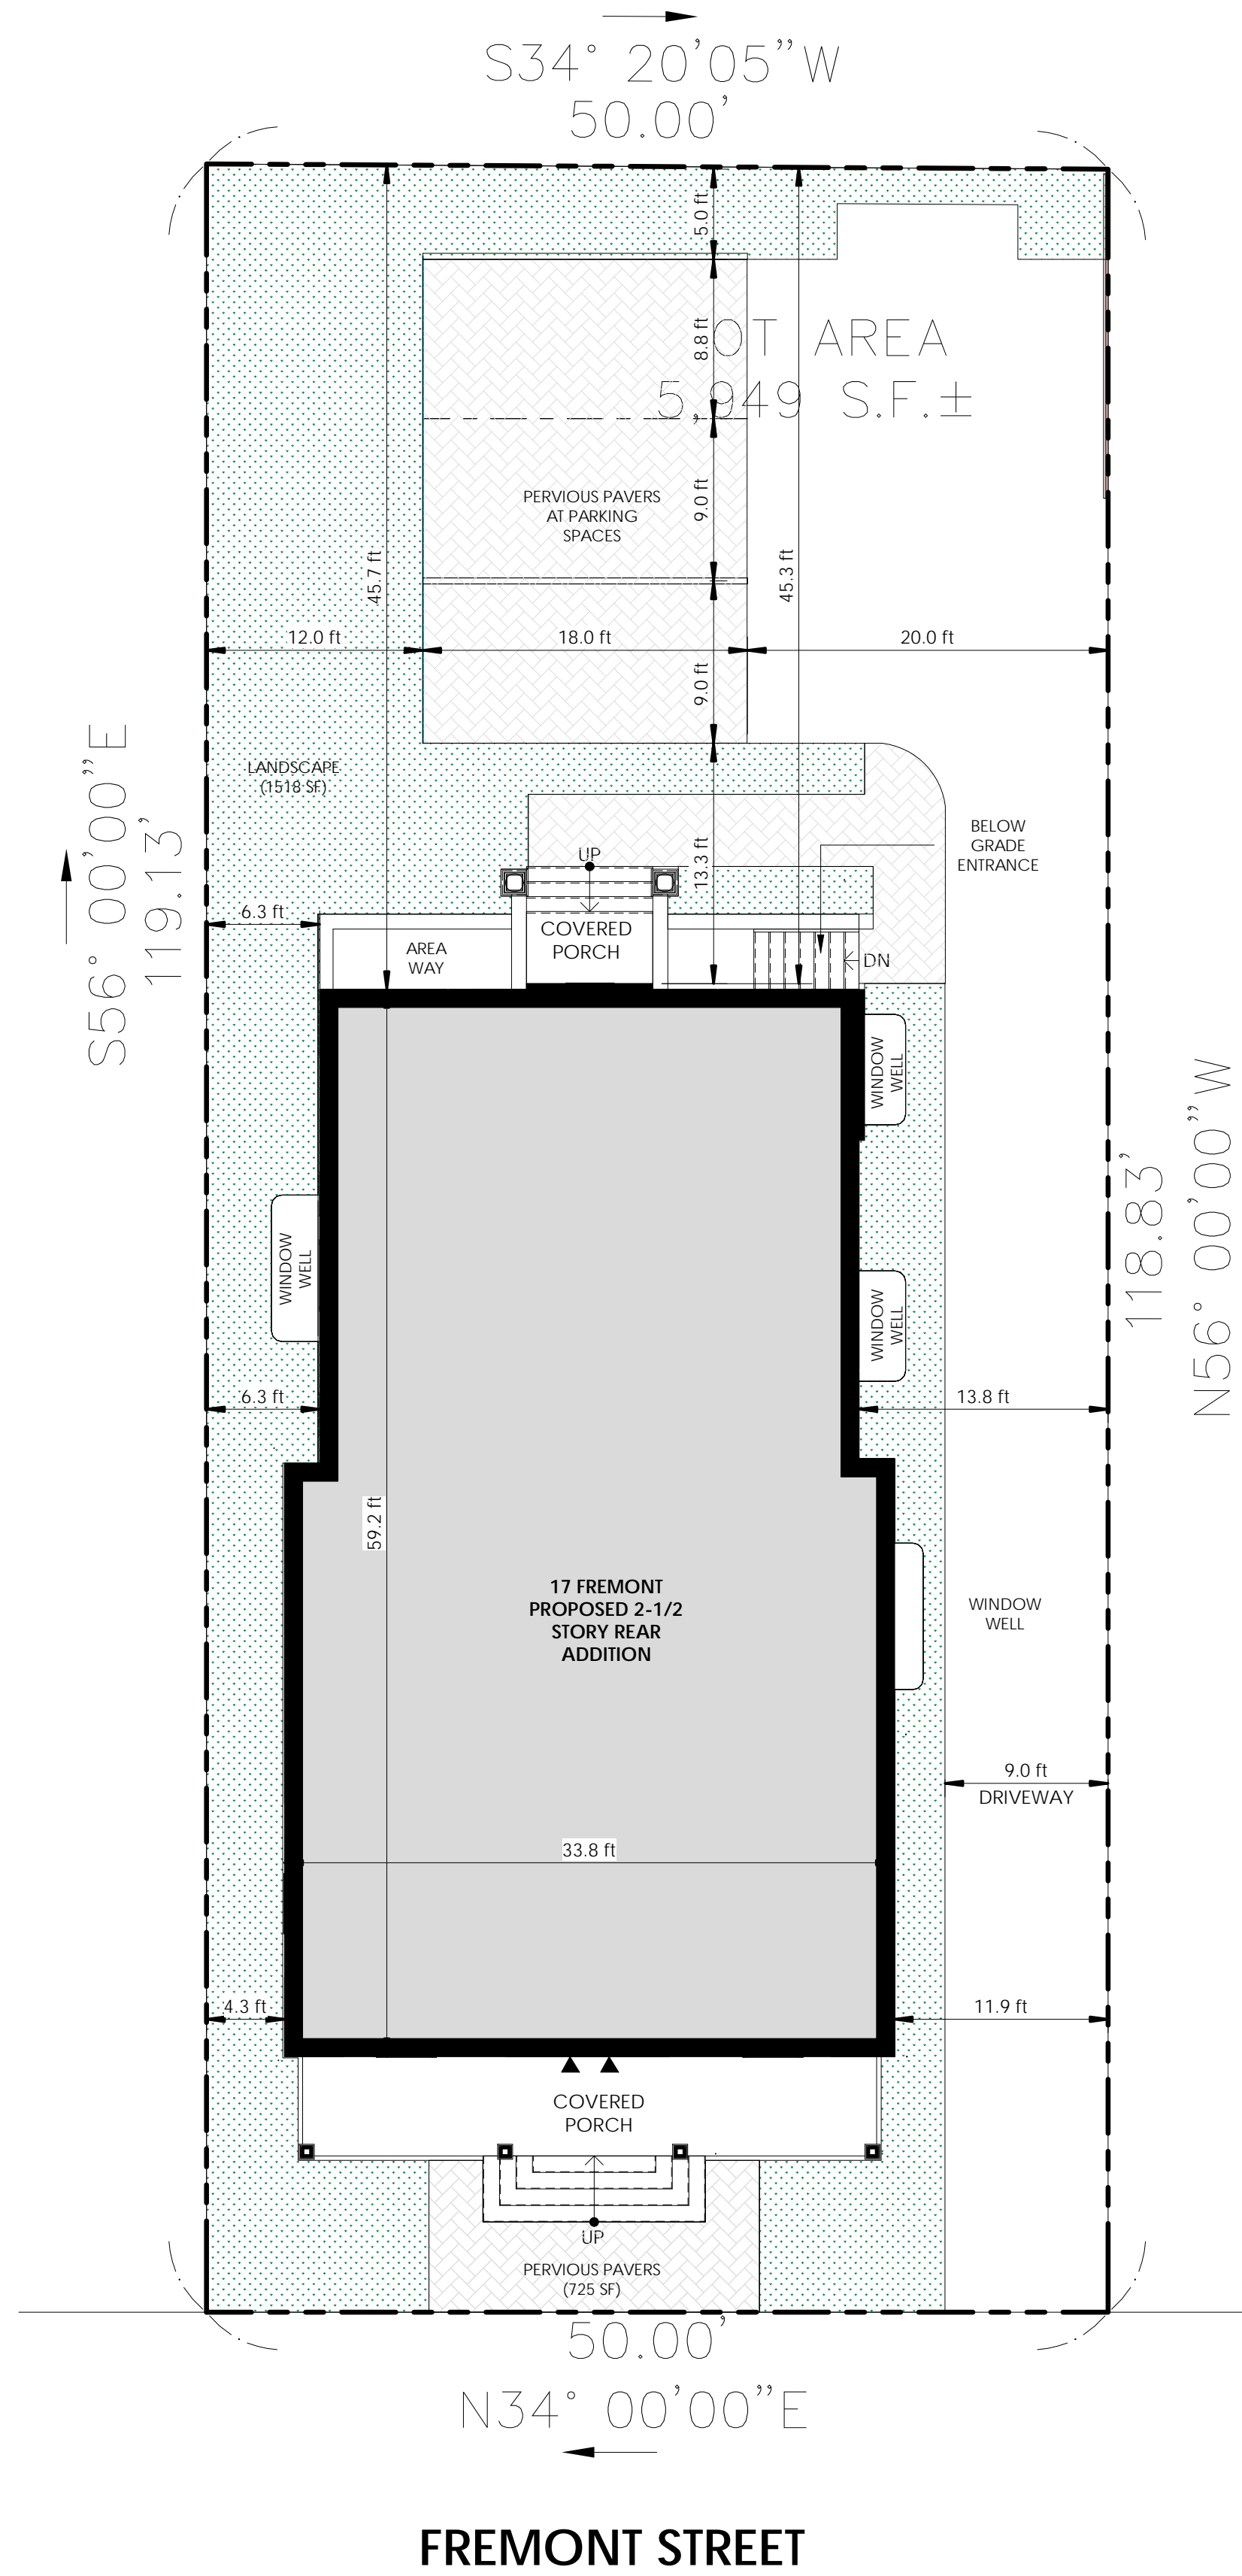 S34° 20'05"W
50.00'
5.0 ft
8.8 ft
OT AREA
5,949 S.F.±
PERVIOUS PAVERS
AT PARKING
SPACES
9.0 ft
45.7 ft
45.3 ft
12.0 ft
18.0 ft
20.0 ft
9.0 ft
S56° 00'00"E
119.13'
LANDSCAPE
(1518 SF)
BELOW
GRADE
ENTRANCE
UP
13.3 ft
6.3 ft
COVERED
PORCH
AREA
WAY
DN
WINDOW
WELL
WINDOW
WELL
WINDOW
WELL
118.83'
N56° 00'00"W
6.3 ft
13.8 ft
59.2 ft
17 FREMONT
PROPOSED 2-1/2
STORY REAR
ADDITION
WINDOW
WELL
9.0 ft
DRIVEWAY
33.8 ft
4.3 ft
11.9 ft
COVERED
PORCH
UP
PERVIOUS PAVERS
(725 SF)
50.00'
N34° 00'00"E
FREMONT STREET